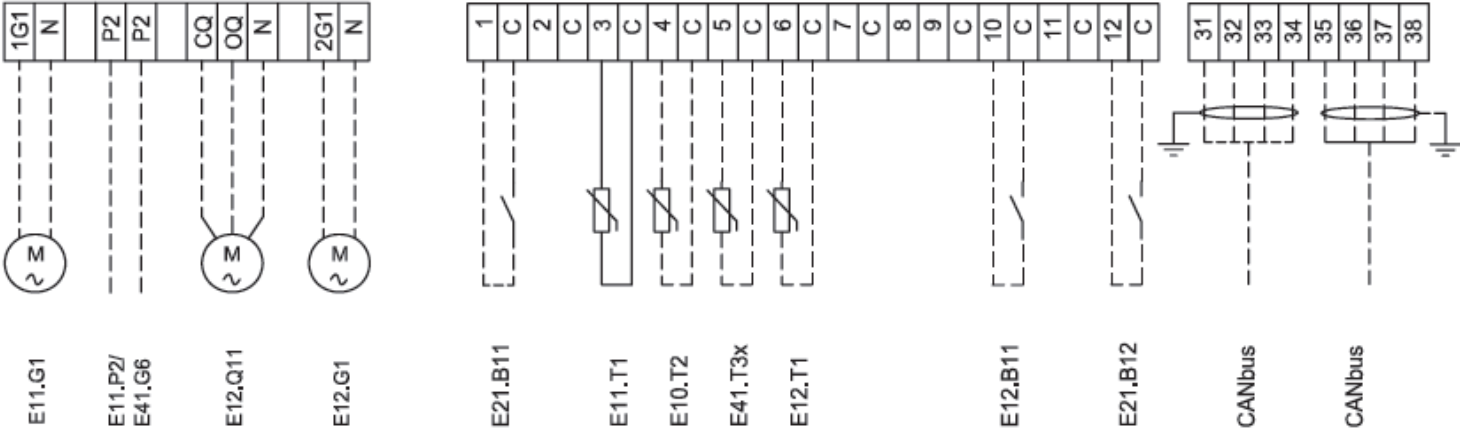 1G1 N P2 P2 CQ OQ N 2G1 N
1 C 2 C 3 C 4 C 5 C 6 C 7 C 8 9 C 10 C 11 C 12 C
31 32 33 34 35 36 37 38
M
M
M
E11.G1
E11.P2/
E41.G6
E12.Q11
E12.G1
E21.B11
E11.T1
E10.T2
E41.T3x
E12.T1
E12.B11
E21.B12
CANbus
CANbus